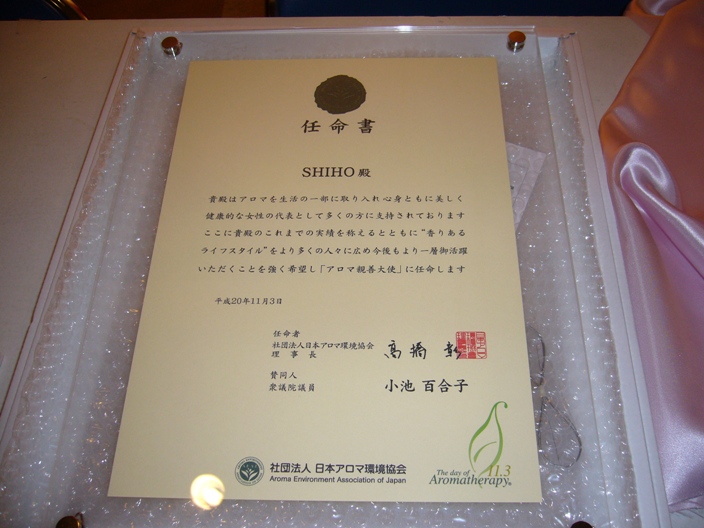 任命書
SHIHO殿
貴殿はアロマを生活の一部に取り入れ心身ともに美しく
健康的な女性の代表として多くの方に支持されております
ここに貴殿のこれまでの実績を称えるとともに“香りある
ライフスタイル”をより多くの人々に広め今後もより一層御活躍
いただくことを強く希望し「アロマ親善大使」に任命します
平成20年11月3日
任命者
社団法人日本アロマ環境協会
理事長 高橋
賛同人
衆議院議員 小池 百合子
社団法人 日本アロマ環境協会
Aroma Environment Association of Japan
The day of 11.3
Aromatherapy